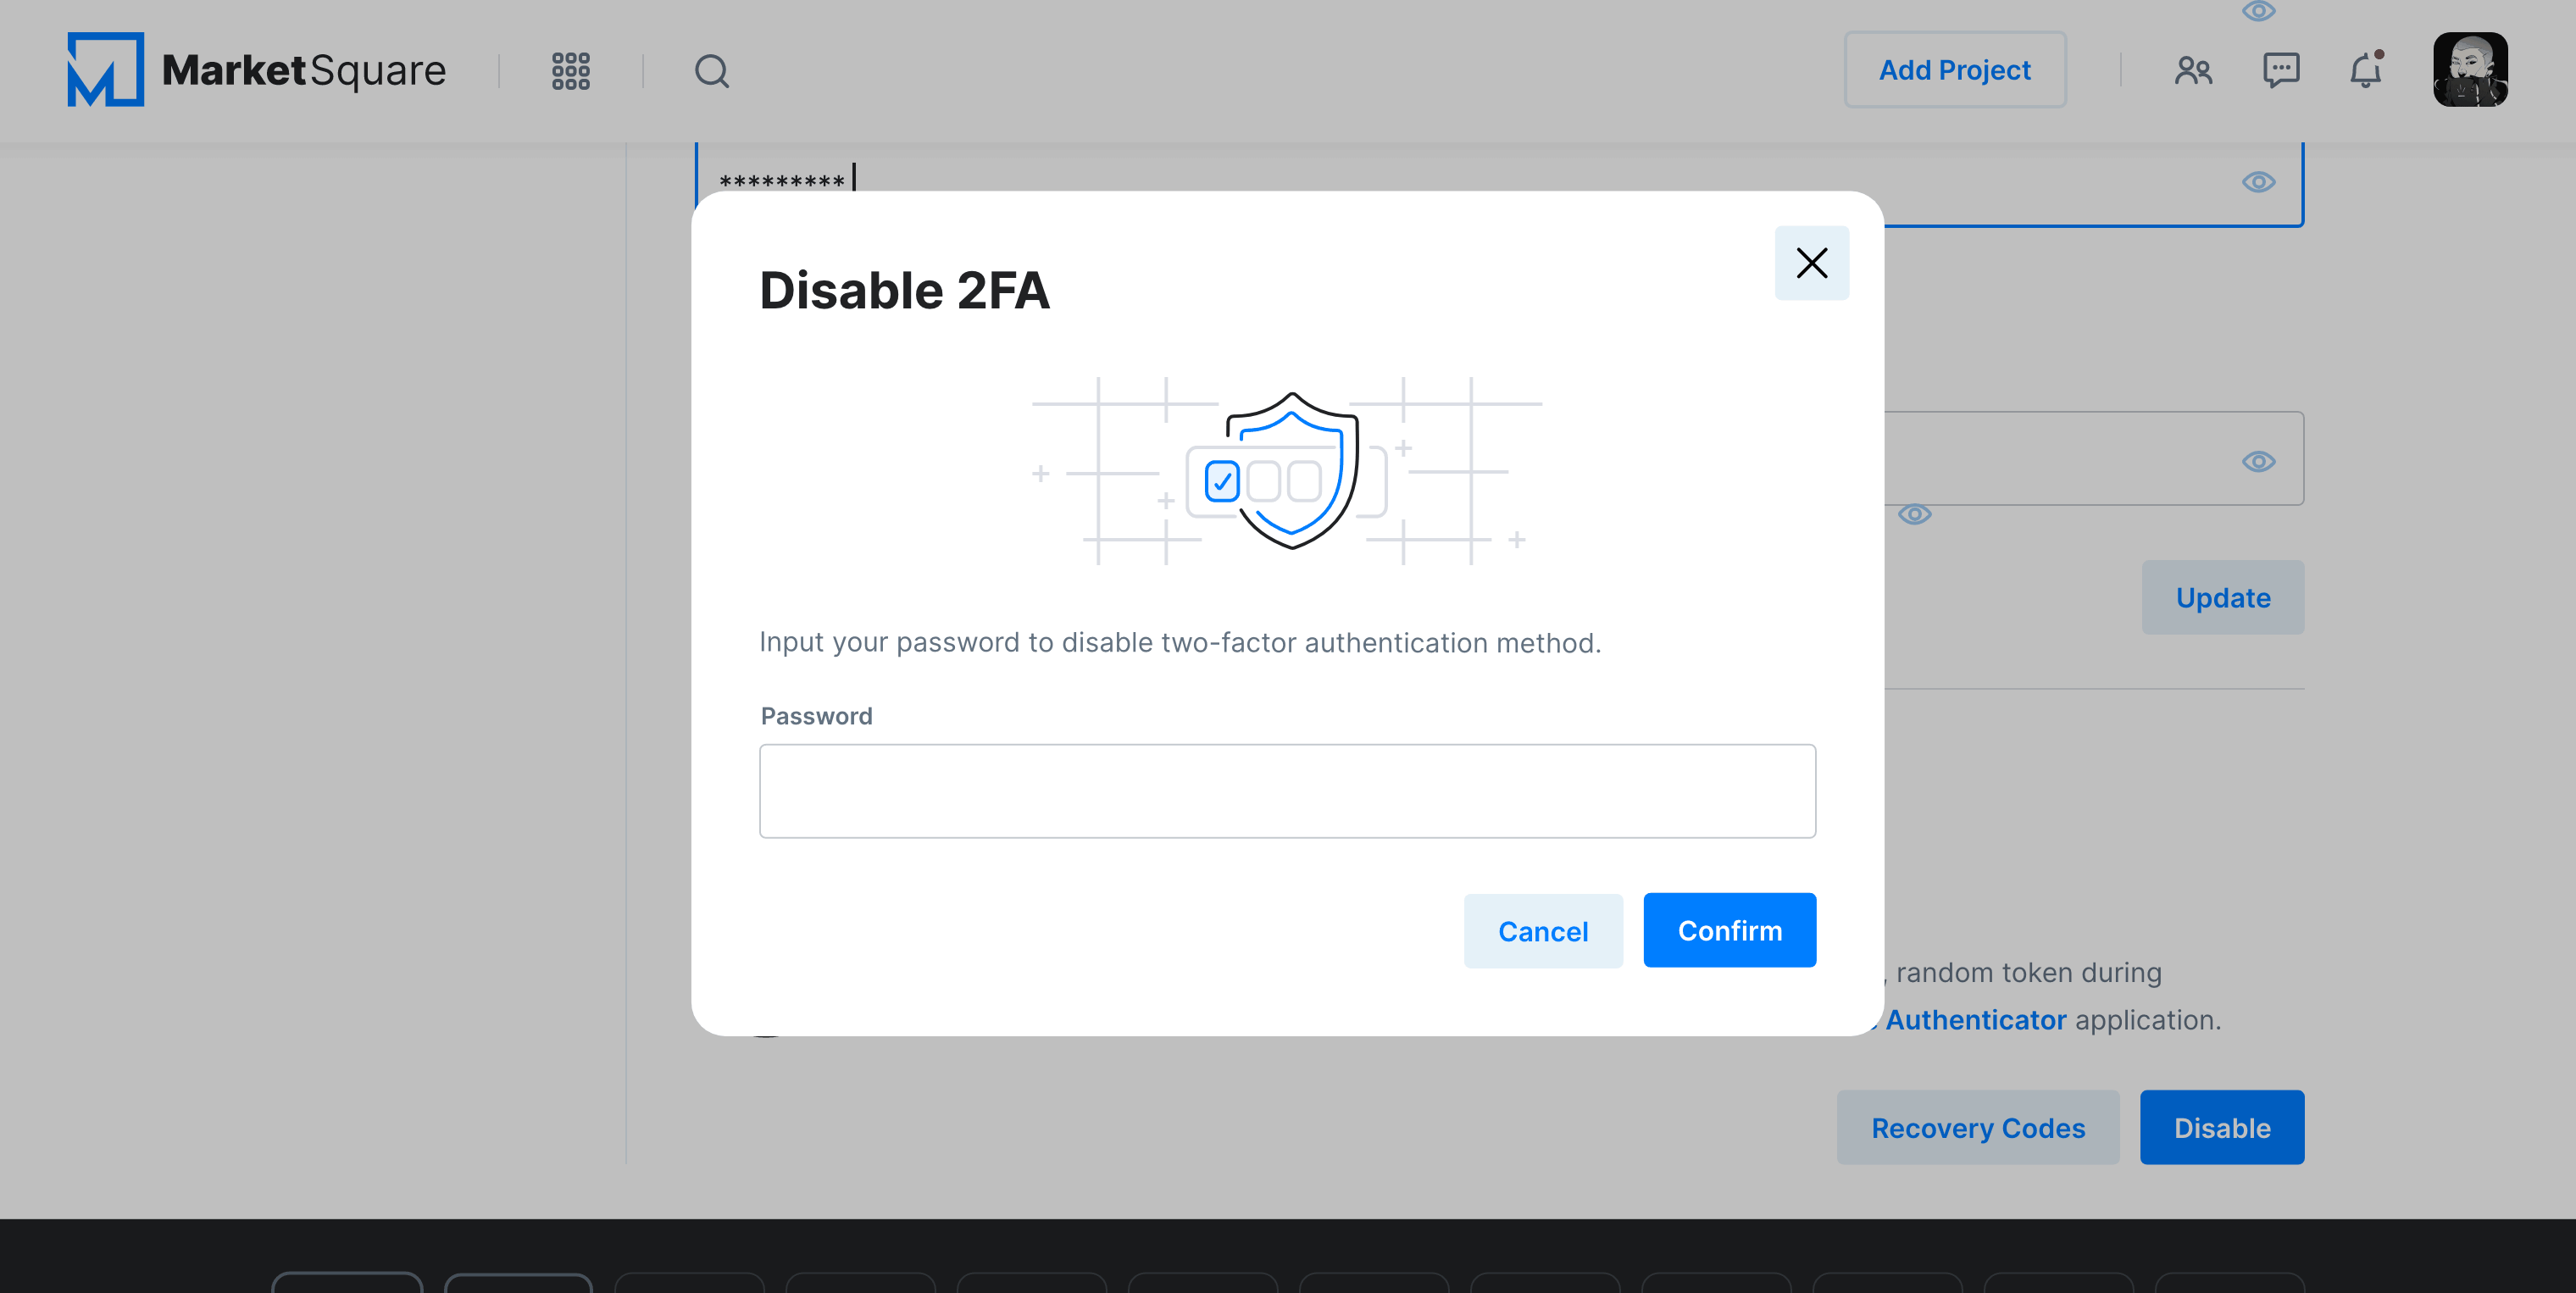 MarketSquare
Add Project
*********
Disable 2FA
Input your password to disable two-factor authentication method.
Password
Cancel
Confirm
Update
, random token during
Authenticator application.
Recovery Codes
Disable